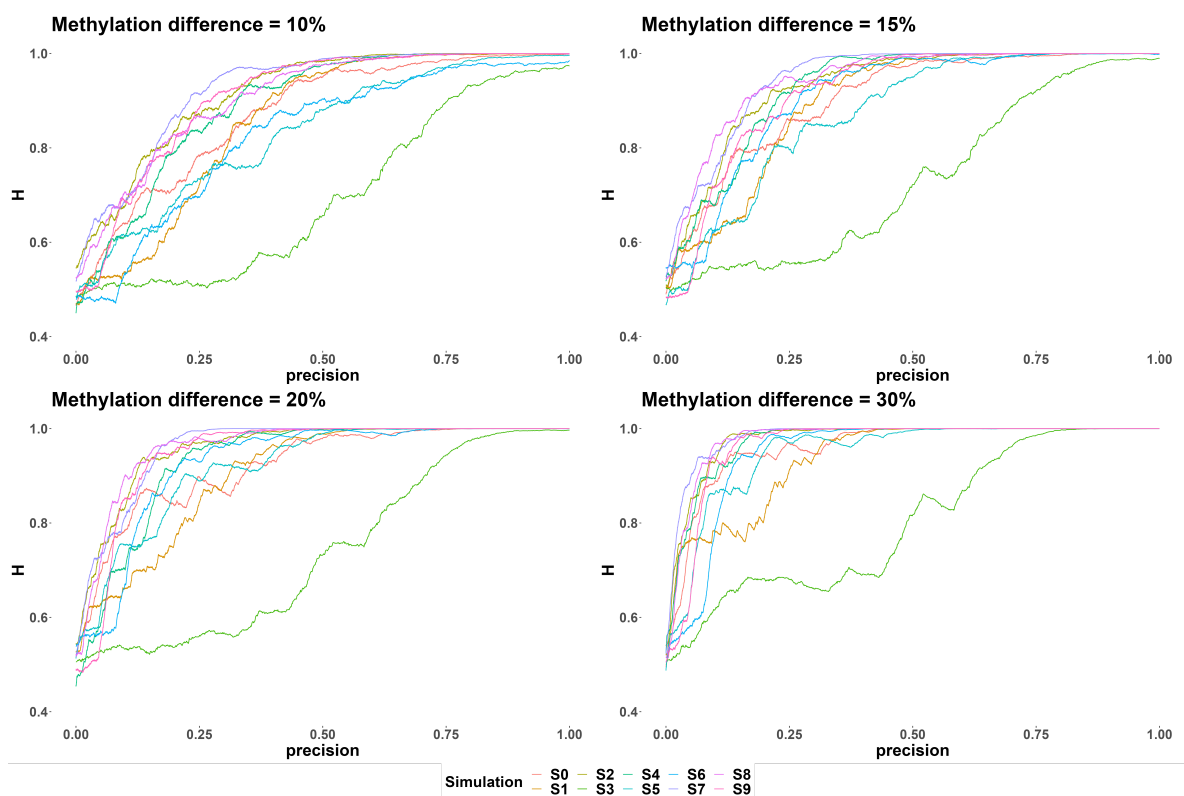 Methylation difference = 10%
1.0
0.8
0.6
0.4
H
0.00 0.25 0.50 0.75 1.00
precision
Methylation difference = 15%
1.0
0.8
0.6
0.4
H
0.00 0.25 0.50 0.75 1.00
precision
Methylation difference = 20%
1.0
0.8
0.6
0.4
H
0.00 0.25 0.50 0.75 1.00
precision
Methylation difference = 30%
1.0
0.8
0.6
0.4
H
0.00 0.25 0.50 0.75 1.00
precision
Simulation
S0 S2 S4 S6 S8
S1 S3 S5 S7 S9